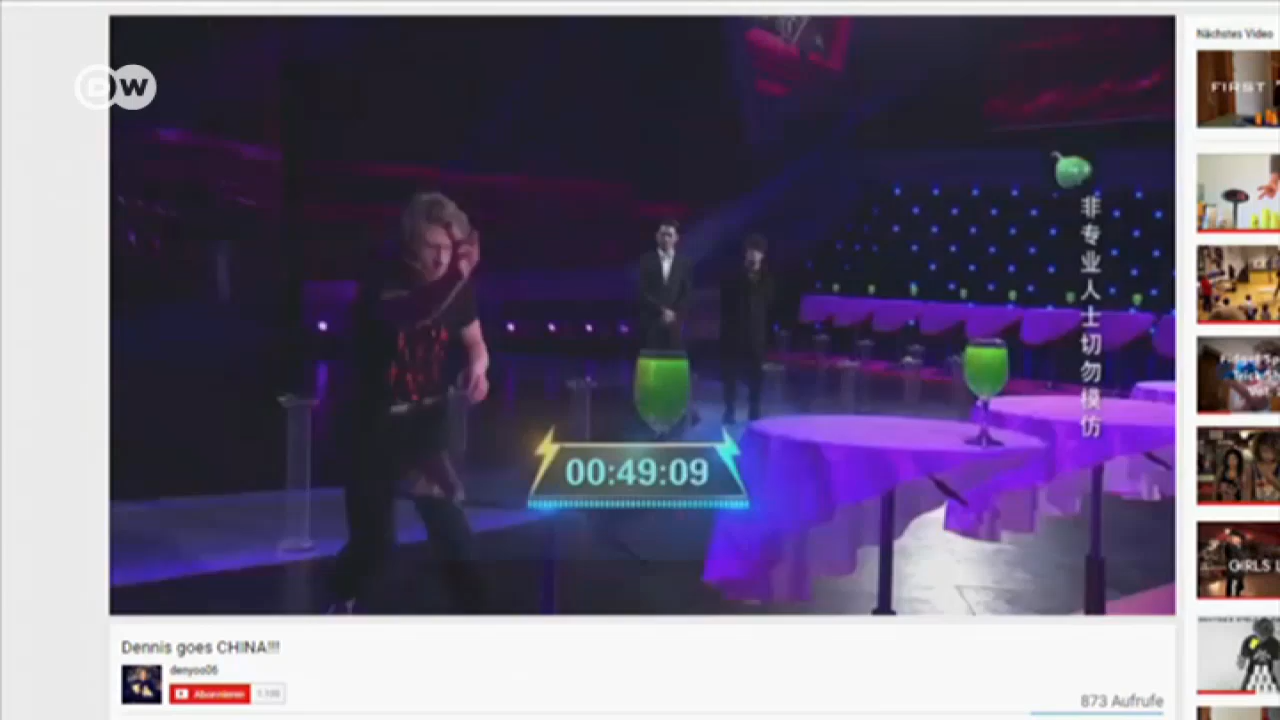 DW
Nächstes Video
FIRST
非专业人士切勿模仿
00:49:09
GIRLS
Dennis goes CHINA!!!
denyoo06
Abonnieren
873 Aufrufe